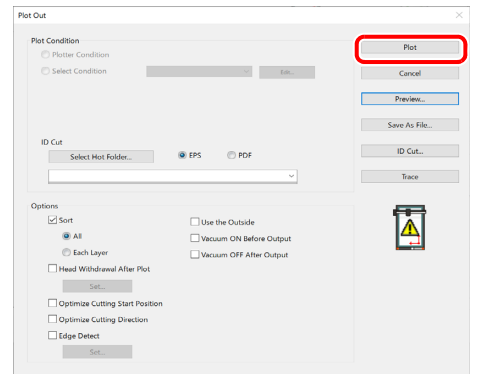 Plot Out
Plot Condition
Plotter Condition
Select Condition
Plot
Cancel
Preview...
Save As File...
ID Cut...
Trace
ID Cut
Select Hot Folder...
EPS
PDF
Options
Sort
All
Each Layer
Head Withdrawal After Plot
Set...
Optimize Cutting Start Position
Optimize Cutting Direction
Edge Detect
Set...
Use the Outside
Vacuum ON Before Output
Vacuum OFF After Output